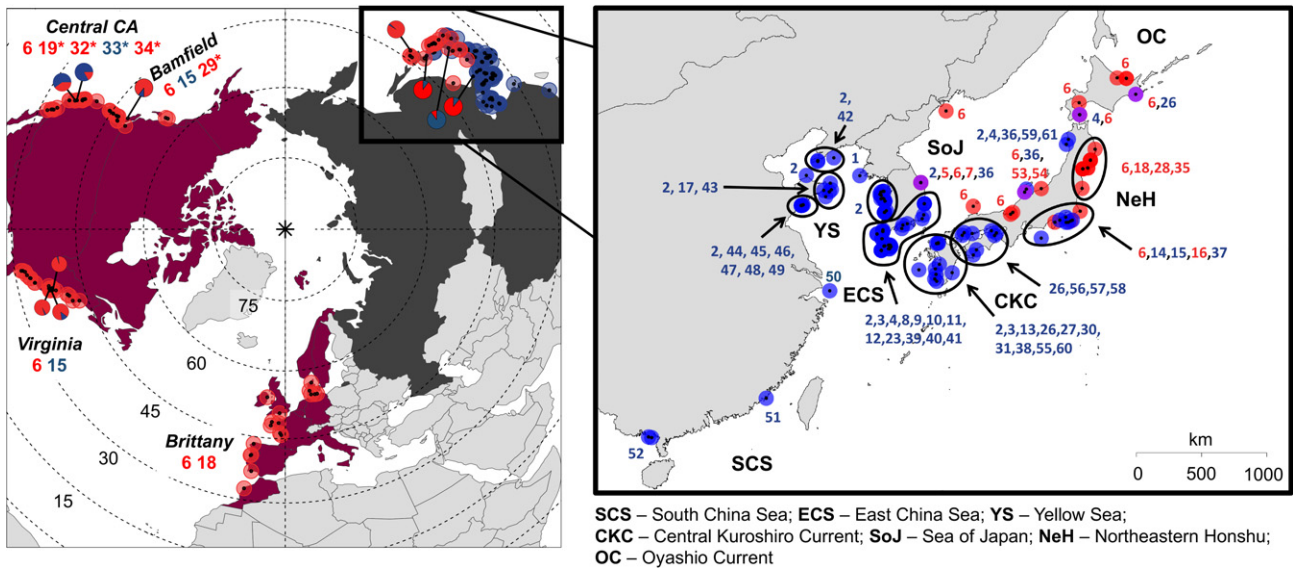 Central CA
6 19* 32* 33* 34*
Bamfield
6 15 29*
75
60
45
30
15
Virginia
6 15
Brittany
6 18
OC
6
6
6,26
4,6
6
SoJ
2,
42
2
1
2, 17, 43
2
YS
2, 44, 45, 46,
47, 48, 49
2,5,6,7,36
2,4,36,59,61
6,36,
53,54
6
6
6,18,28,35
NeH
6,14,15,16,37
50
ECS
CKC
26,56,57,58
2,3,4,8,9,10,11,
12,23,39,40,41
2,3,13,26,27,30,
31,38,55,60
51
52
SCS
km
0 500 1000
SCS – South China Sea; ECS – East China Sea; YS – Yellow Sea;
CKC – Central Kuroshiro Current; SoJ – Sea of Japan; NeH – Northeastern Honshu;
OC – Oyashio Current